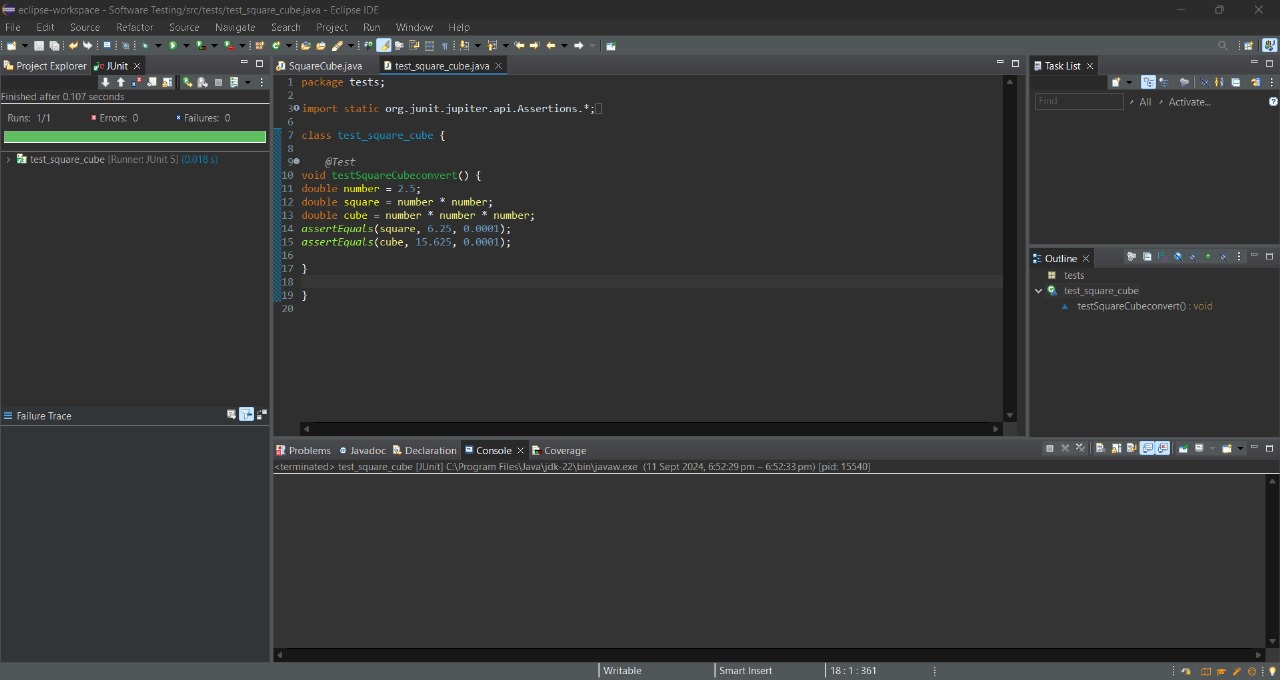 eclipse-workspace - Software Testing/src/tests/test_square_cube.java - Eclipse IDE
File Edit Source Refactor Source Navigate Search Project Run Window Help
Project Explorer JUnit
Finished after 0.107 seconds
Runs: 1/1 Errors: 0 Failures: 0
test_square_cube [Runner: JUnit 5] (0.018 s)
Failure Trace
SquareCube.java test_square_cube.java
1 package tests;
2
3 import static org.junit.jupiter.api.Assertions.*;
6
7 class test_square_cube {
8
9 @Test
10 void testSquareCubeconvert() {
11 double number = 2.5;
12 double square = number * number;
13 double cube = number * number * number;
14 assertEquals(square, 6.25, 0.0001);
15 assertEquals(cube, 15.625, 0.0001);
16
17 }
18
19 }
20
Task List
Find All Activate...
Outline
tests
test_square_cube
testSquareCubeconvert() : void
Problems Javadoc Declaration Console Coverage
<terminated> test_square_cube [JUnit] C:\Program Files\Java\jdk-22\bin\javaw.exe (11 Sept 2024, 6:52:29 pm – 6:52:33 pm) [pid: 15540]
Writable Smart Insert 18 : 1 : 361